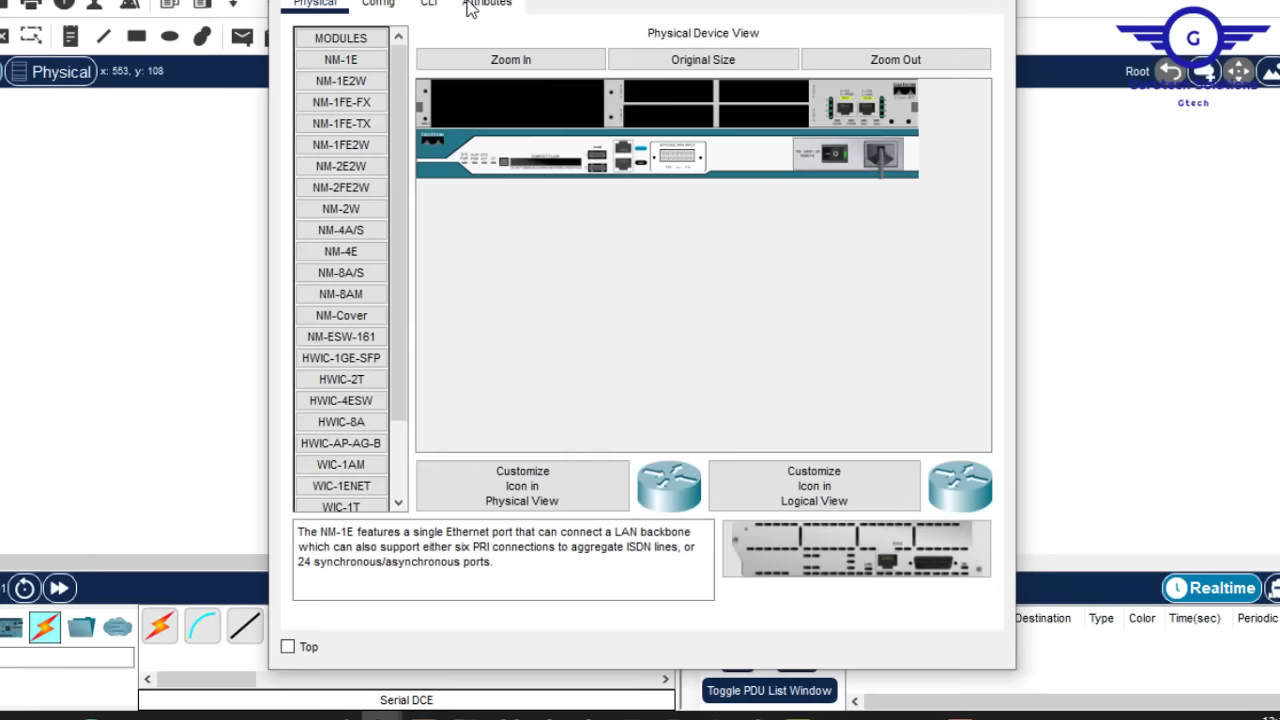 Physical
Config
CLI
Attributes
Physical
x: 553, y: 108
Root
G
Gtech
MODULES
NM-1E
NM-1E2W
NM-1FE-FX
NM-1FE-TX
NM-1FE2W
NM-2E2W
NM-2FE2W
NM-2W
NM-4A/S
NM-4E
NM-8A/S
NM-8AM
NM-Cover
NM-ESW-161
HWIC-1GE-SFP
HWIC-2T
HWIC-4ESW
HWIC-8A
HWIC-AP-AG-B
WIC-1AM
WIC-1ENET
WIC-1T
Physical Device View
Zoom In
Original Size
Zoom Out
Customize
Icon in
Physical View
Customize
Icon in
Logical View
The NM-1E features a single Ethernet port that can connect a LAN backbone
which can also support either six PRI connections to aggregate ISDN lines, or
24 synchronous/asynchronous ports.
Top
Realtime
Destination Type Color Time(sec) Periodic
Serial DCE
Toggle PDU List Window